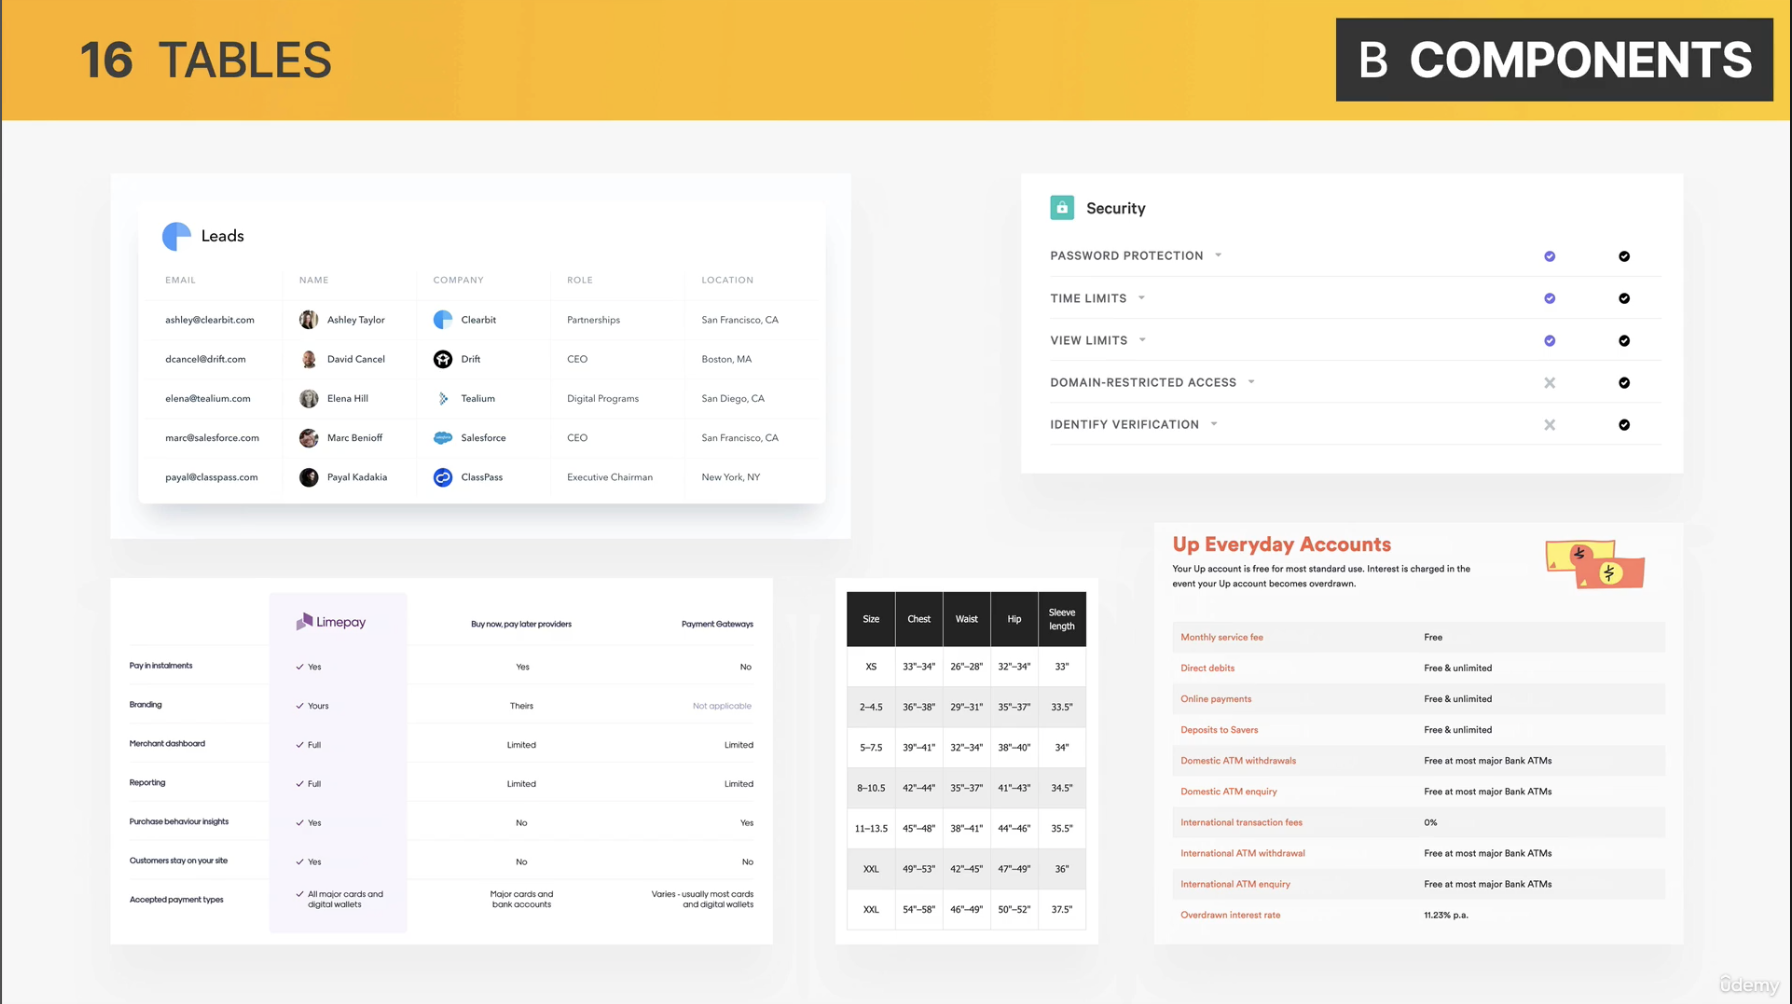 16 TABLES
B COMPONENTS
Leads
EMAIL NAME COMPANY ROLE LOCATION
ashley@clearbit.com Ashley Taylor Clearbit Partnerships San Francisco, CA
dcancel@drift.com David Cancel Drift CEO Boston, MA
elena@tealium.com Elena Hill Tealium Digital Programs San Diego, CA
marc@salesforce.com Marc Benioff Salesforce CEO San Francisco, CA
payal@classpass.com Payal Kadakia ClassPass Executive Chairman New York, NY
Security
PASSWORD PROTECTION
TIME LIMITS
VIEW LIMITS
DOMAIN-RESTRICTED ACCESS
IDENTIFY VERIFICATION
Limepay Buy now, pay later providers Payment Gateways
Pay in instalments Yes Yes No
Branding Yours Theirs Not applicable
Merchant dashboard Full Limited Limited
Reporting Full Limited Limited
Purchase behaviour insights Yes No Yes
Customers stay on your site Yes No No
Accepted payment types All major cards and digital wallets Major cards and bank accounts Varies - usually most cards and digital wallets
Size Chest Waist Hip Sleeve length
XS 33"–34" 26"–28" 32"–34" 33"
2–4.5 36"–38" 29"–31" 35"–37" 33.5"
5–7.5 39"–41" 32"–34" 38"–40" 34"
8–10.5 42"–44" 35"–37" 41"–43" 34.5"
11–13.5 45"–48" 38"–41" 44"–46" 35.5"
XXL 49"–53" 42"–45" 47"–49" 36"
XXL 54"–58" 46"–49" 50"–52" 37.5"
Up Everyday Accounts
Your Up account is free for most standard use. Interest is charged in the
event your Up account becomes overdrawn.
Monthly service fee Free
Direct debits Free & unlimited
Online payments Free & unlimited
Deposits to Savers Free & unlimited
Domestic ATM withdrawals Free at most major Bank ATMs
Domestic ATM enquiry Free at most major Bank ATMs
International transaction fees 0%
International ATM withdrawal Free at most major Bank ATMs
International ATM enquiry Free at most major Bank ATMs
Overdrawn interest rate 11.23% p.a.
ûdemy